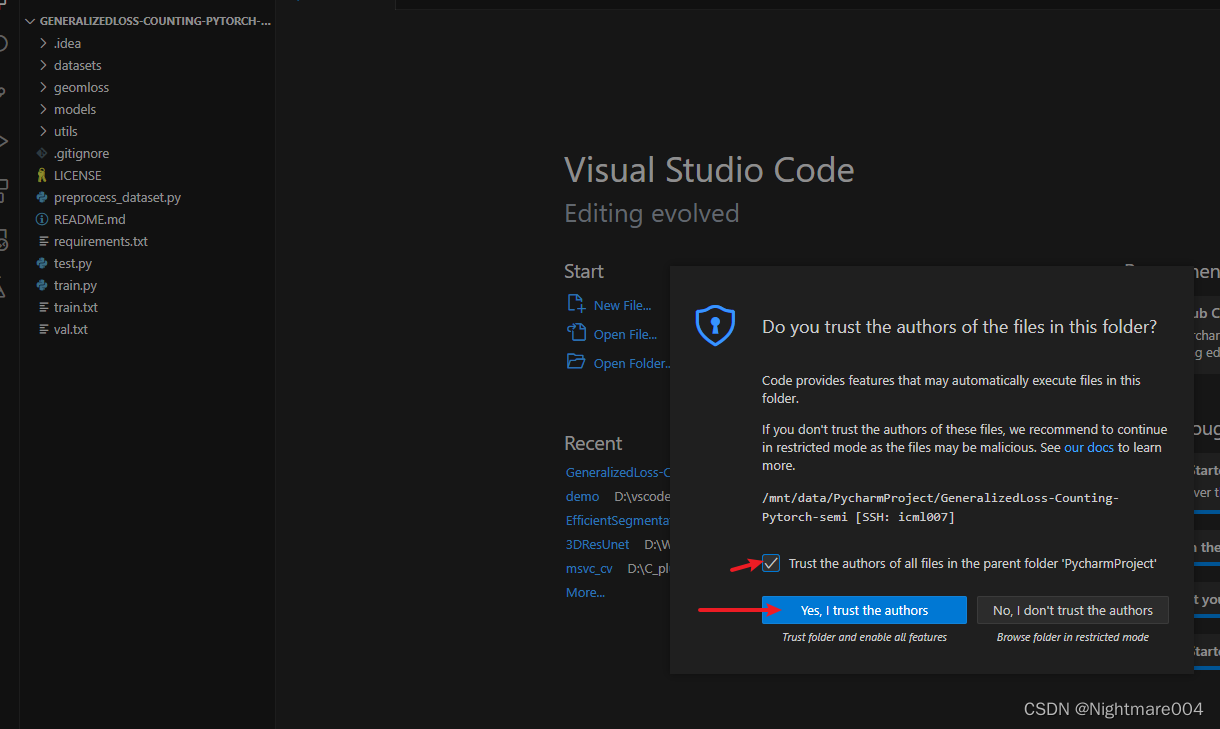 GENERALIZEDLOSS-COUNTING-PYTORCH-...
.idea
datasets
geomloss
models
utils
.gitignore
LICENSE
preprocess_dataset.py
README.md
requirements.txt
test.py
train.py
train.txt
val.txt
Visual Studio Code
Editing evolved
Start
New File...
Open File...
Open Folder..
Recent
GeneralizedLoss-C
demo D:\vscode
EfficientSegmenta
3DResUnet D:\W
msvc_cv D:\C_pl
More...
Do you trust the authors of the files in this folder?
Code provides features that may automatically execute files in this
folder.
If you don't trust the authors of these files, we recommend to continue
in restricted mode as the files may be malicious. See our docs to learn
more.
/mnt/data/PycharmProject/GeneralizedLoss-Counting-
Pytorch-semi [SSH: icml007]
Trust the authors of all files in the parent folder 'PycharmProject'
Yes, I trust the authors
No, I don't trust the authors
Trust folder and enable all features
Browse folder in restricted mode
CSDN @Nightmare004